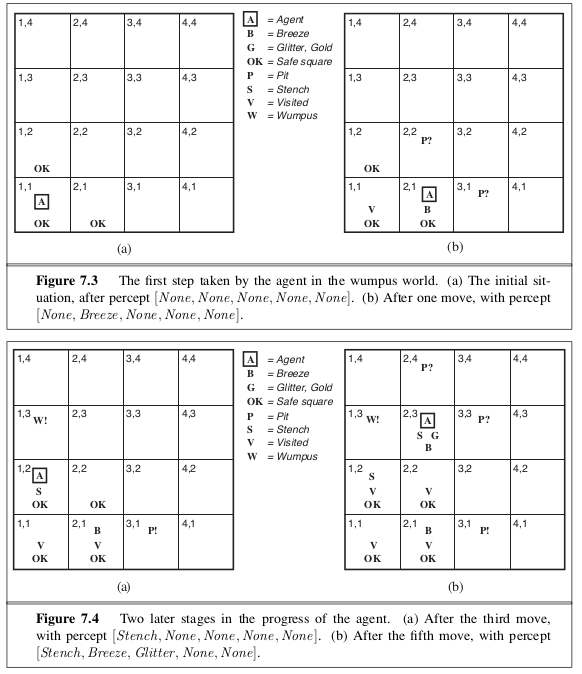 1,4 2,4 3,4 4,4
1,3 2,3 3,3 4,3
1,2 2,2 3,2 4,2
OK
1,1 2,1 3,1 4,1
A
OK OK
(a)
A = Agent
B = Breeze
G = Glitter, Gold
OK = Safe square
P = Pit
S = Stench
V = Visited
W = Wumpus
1,4 2,4 3,4 4,4
1,3 2,3 3,3 4,3
1,2 2,2 P? 3,2 4,2
OK
1,1 2,1 A 3,1 P? 4,1
V B
OK OK
(b)
Figure 7.3 The first step taken by the agent in the wumpus world. (a) The initial sit-
uation, after percept [None, None, None, None, None]. (b) After one move, with percept
[None, Breeze, None, None, None].
1,4 2,4 3,4 4,4
1,3 W! 2,3 3,3 4,3
1,2 A 2,2 3,2 4,2
S
OK OK
1,1 2,1 B 3,1 P! 4,1
V V
OK OK
(a)
A = Agent
B = Breeze
G = Glitter, Gold
OK = Safe square
P = Pit
S = Stench
V = Visited
W = Wumpus
1,4 2,4 P? 3,4 4,4
1,3 W! 2,3 A 3,3 P? 4,3
S G
B
1,2 S 2,2 3,2 4,2
V V
OK OK
1,1 2,1 B 3,1 P! 4,1
V V
OK OK
(b)
Figure 7.4 Two later stages in the progress of the agent. (a) After the third move,
with percept [Stench, None, None, None, None]. (b) After the fifth move, with percept
[Stench, Breeze, Glitter, None, None].